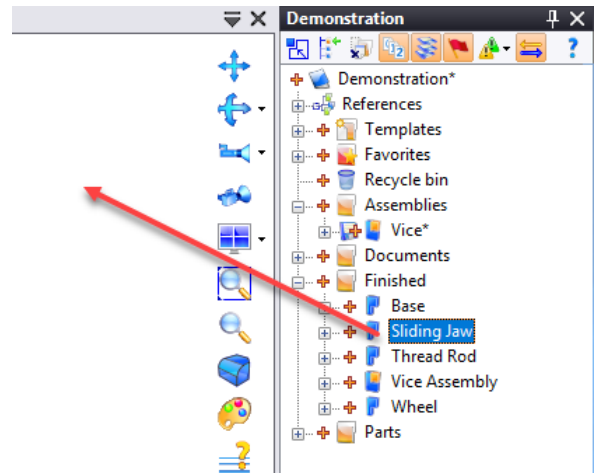 Demonstration
Demonstration*
References
Templates
Favorites
Recycle bin
Assemblies
Vice*
Documents
Finished
Base
Sliding Jaw
Thread Rod
Vice Assembly
Wheel
Parts